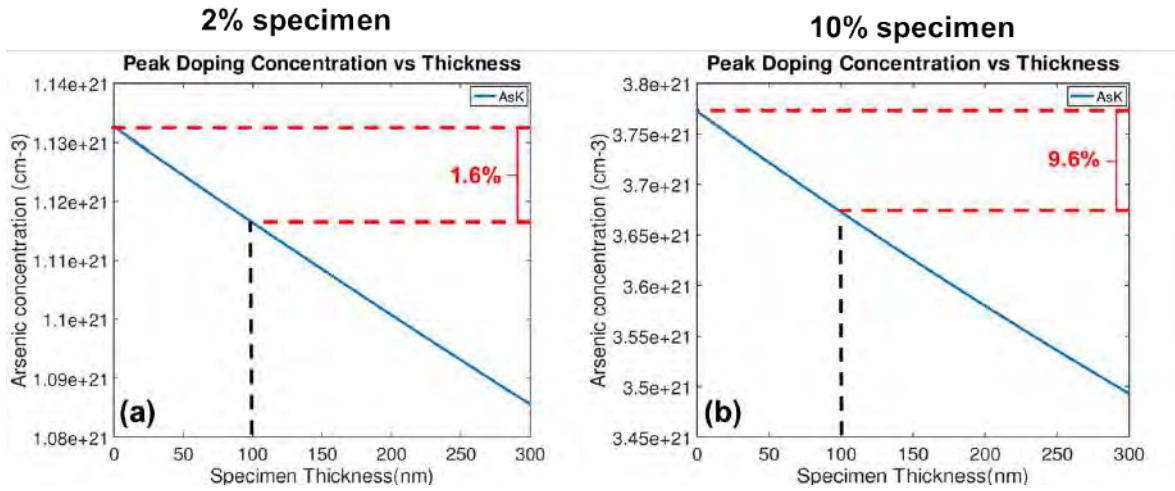 2% specimen
Peak Doping Concentration vs Thickness
1.14e+21
1.13e+21
1.12e+21
1.11e+21
1.1e+21
1.09e+21
1.08e+21
Arsenic concentration (cm-3)
AsK
1.6%
(a)
0 50 100 150 200 250 300
Specimen Thickness(nm)
10% specimen
Peak Doping Concentration vs Thickness
3.8e+21
3.75e+21
3.7e+21
3.65e+21
3.6e+21
3.55e+21
3.5e+21
3.45e+21
Arsenic concentration (cm-3)
AsK
9.6%
(b)
0 50 100 150 200 250 300
Specimen Thickness(nm)